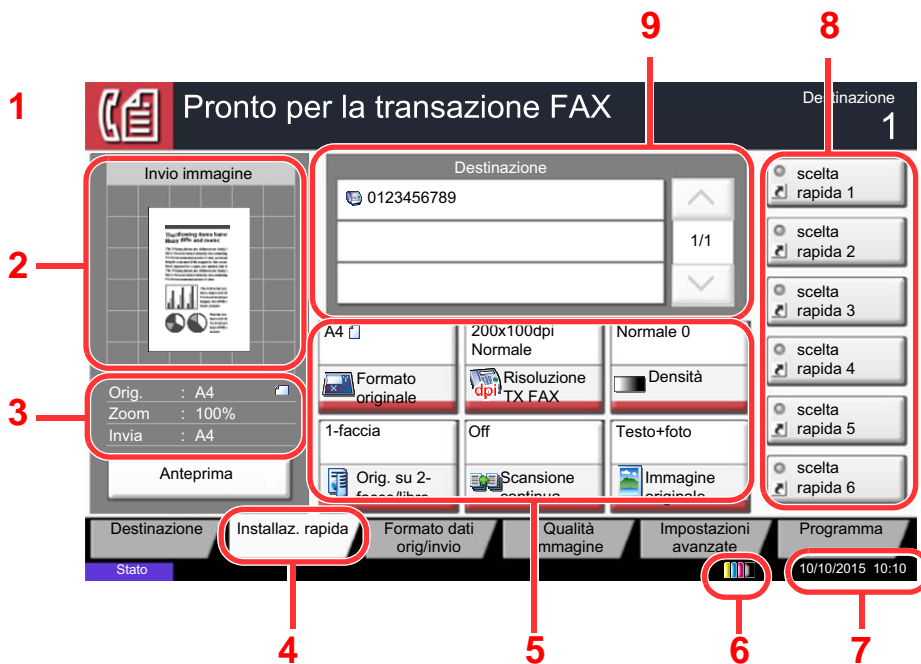 9
8
1
Pronto per la transazione FAX
Destinazione
1
Invio immagine
2
3
Orig. : A4
Zoom : 100%
Invia : A4
Anteprima
Destinazione
0123456789
1/1
A4
Formato
originale
200x100dpi
Normale
dpi
Risoluzione
TX FAX
Normale 0
Densità
1-faccia
Orig. su 2-
facce/libro
Off
Scansione
continua
Testo+foto
Immagine
originale
scelta
rapida 1
scelta
rapida 2
scelta
rapida 3
scelta
rapida 4
scelta
rapida 5
scelta
rapida 6
Destinazione
Installaz. rapida
Formato dati
orig/invio
Qualità
immagine
Impostazioni
avanzate
Programma
Stato
10/10/2015 10:10
4
5
6
7